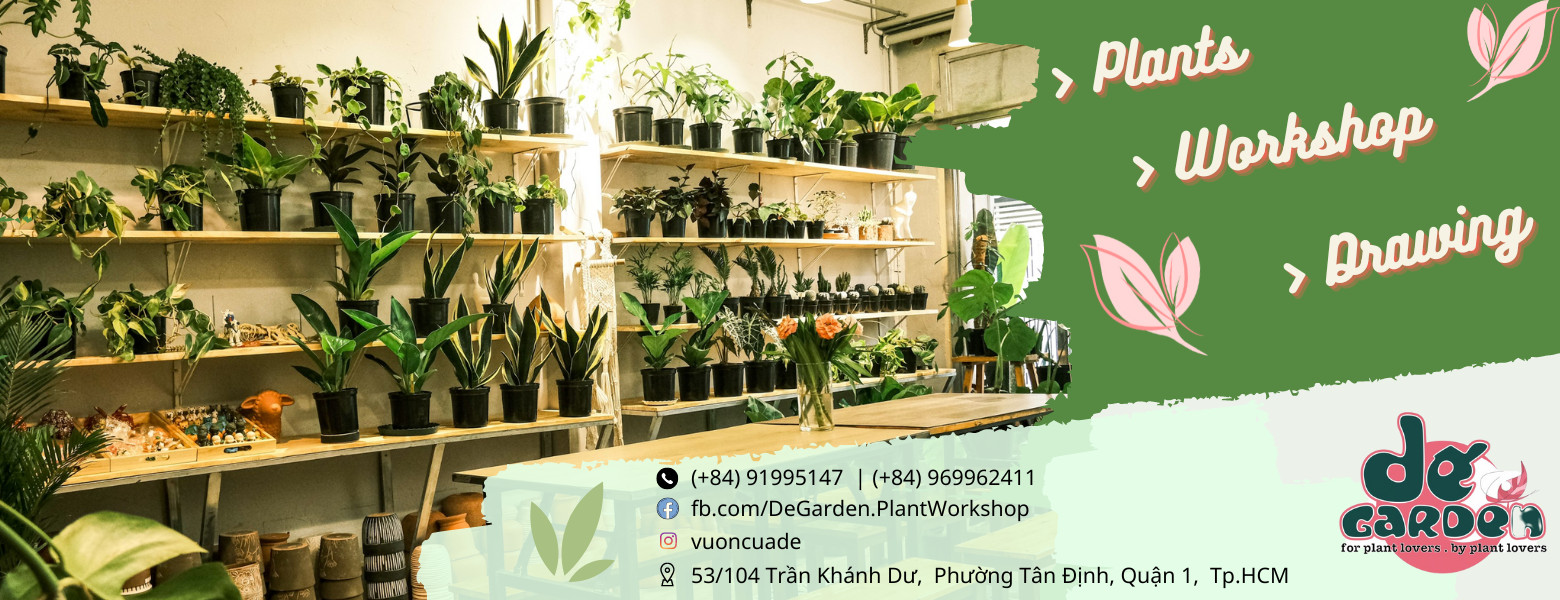 > Plants
> Workshop
> Drawing
(+84) 91995147 | (+84) 969962411
fb.com/DeGarden.PlantWorkshop
vuoncuade
53/104 Trần Khánh Dư, Phường Tân Định, Quận 1, Tp.HCM
de
GARDEN
for plant lovers . by plant lovers